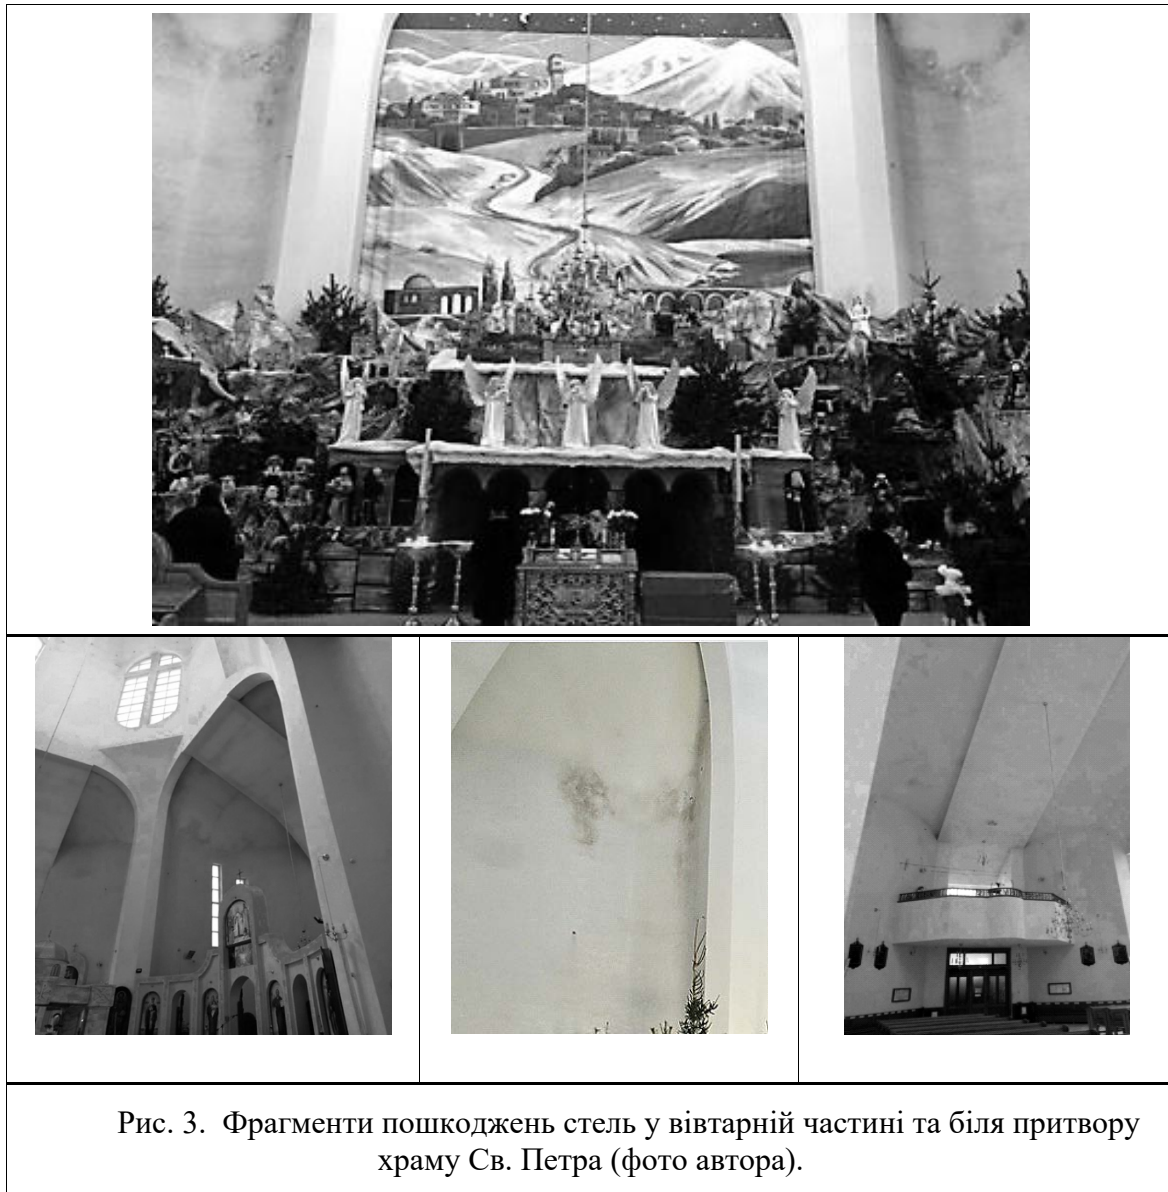 Рис. 3. Фрагменти пошкоджень стель у вівтарній частині та біля притвору
храму Св. Петра (фото автора).